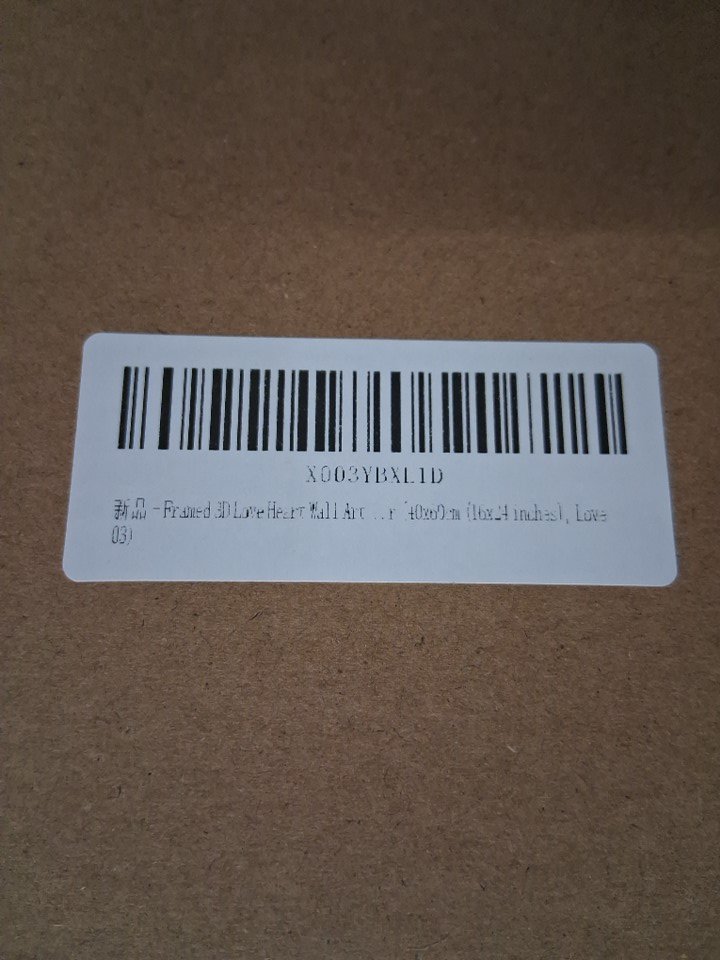 X003YBXL1D
新品 - Framed 3D Love Heart Wall Art ...r (40x60cm (16x24 inches), Love
03)